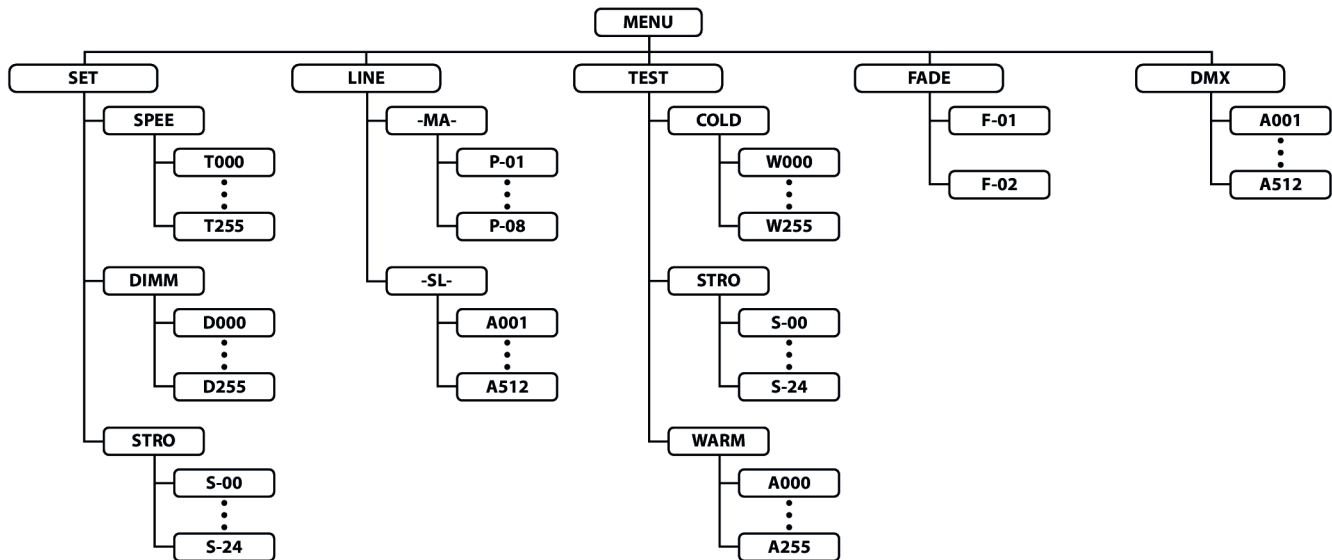 MENU
SET
SPEE
T000
T255
DIMM
D000
D255
STRO
S-00
S-24
LINE
-MA-
P-01
P-08
-SL-
A001
A512
TEST
COLD
W000
W255
STRO
S-00
S-24
WARM
A000
A255
FADE
F-01
F-02
DMX
A001
A512